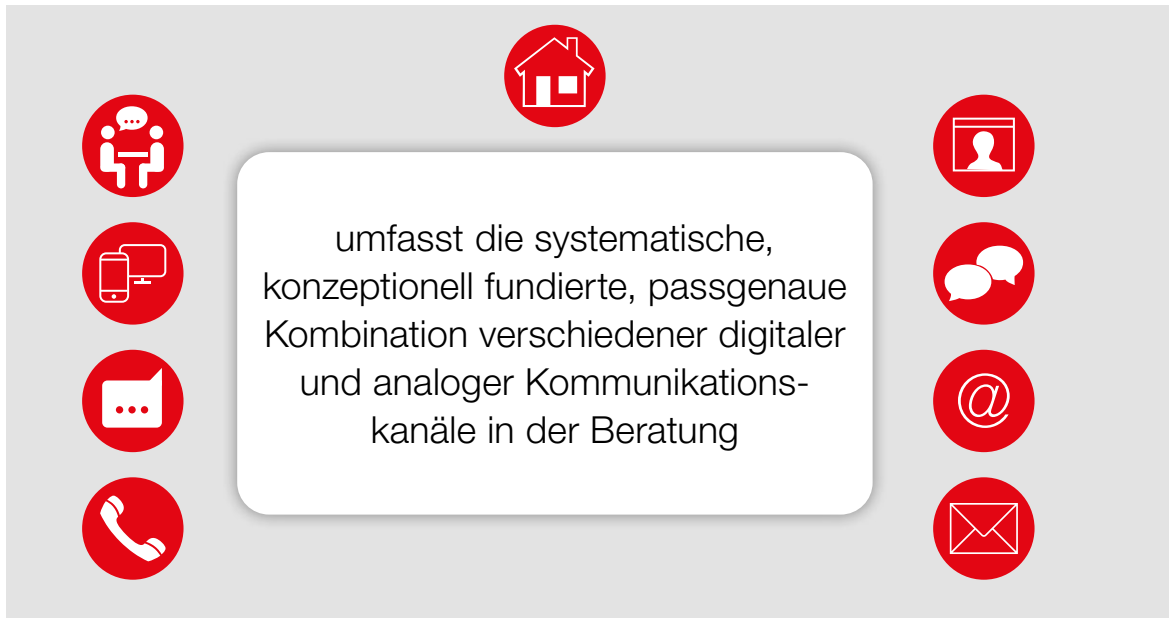 umfasst die systematische,
konzeptionell fundierte, passgenaue
Kombination verschiedener digitaler
und analoger Kommunikations-
kanäle in der Beratung
@